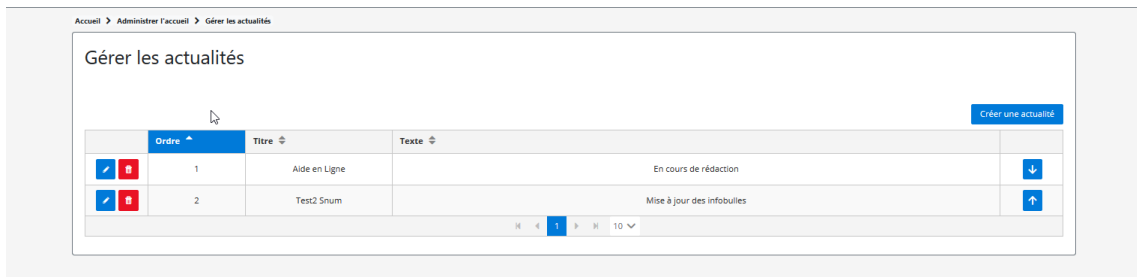 Accueil > Administrer l'accueil > Gérer les actualités
Gérer les actualités
Créer une actualité
Ordre Titre Texte
1 Aide en Ligne En cours de rédaction
2 Test2 Snum Mise à jour des infobulles
1 10